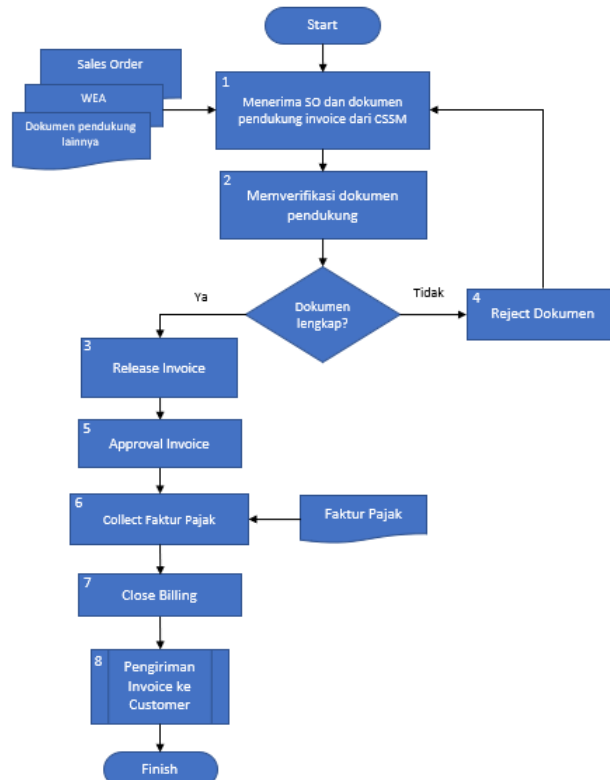 Start
Sales Order
WEA
Dokumen pendukung
lainnya
1
Menerima SO dan dokumen
pendukung invoice dari CSSM
2
Memverifikasi dokumen
pendukung
Dokumen
lengkap?
Ya
Tidak
4
Reject Dokumen
3
Release Invoice
5
Approval Invoice
6
Collect Faktur Pajak
Faktur Pajak
7
Close Billing
8
Pengiriman
Invoice ke
Customer
Finish